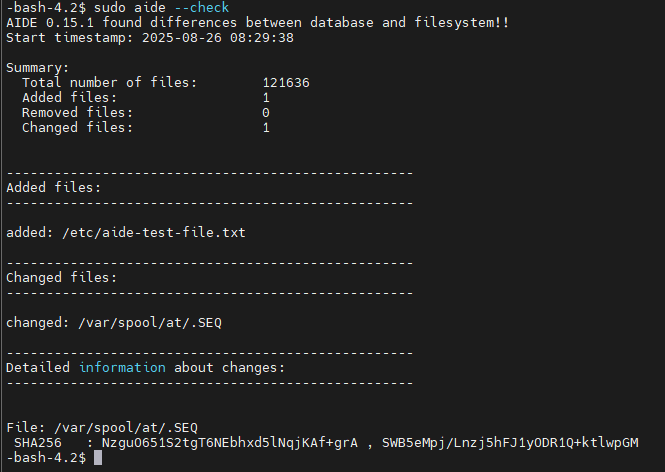 -bash-4.2$ sudo aide --check
AIDE 0.15.1 found differences between database and filesystem!!
Start timestamp: 2025-08-26 08:29:38
Summary:
  Total number of files:        121636
  Added files:                  1
  Removed files:                0
  Changed files:                1
---------------------------------------------------
Added files:
---------------------------------------------------
added: /etc/aide-test-file.txt
---------------------------------------------------
Changed files:
---------------------------------------------------
changed: /var/spool/at/.SEQ
---------------------------------------------------
Detailed information about changes:
---------------------------------------------------
File: /var/spool/at/.SEQ
 SHA256   : NzguO651S2tgT6NEbhxd5lNqjKAf+grA , SWB5eMpj/Lnzj5hFJ1yODR1Q+ktlwpGM
-bash-4.2$